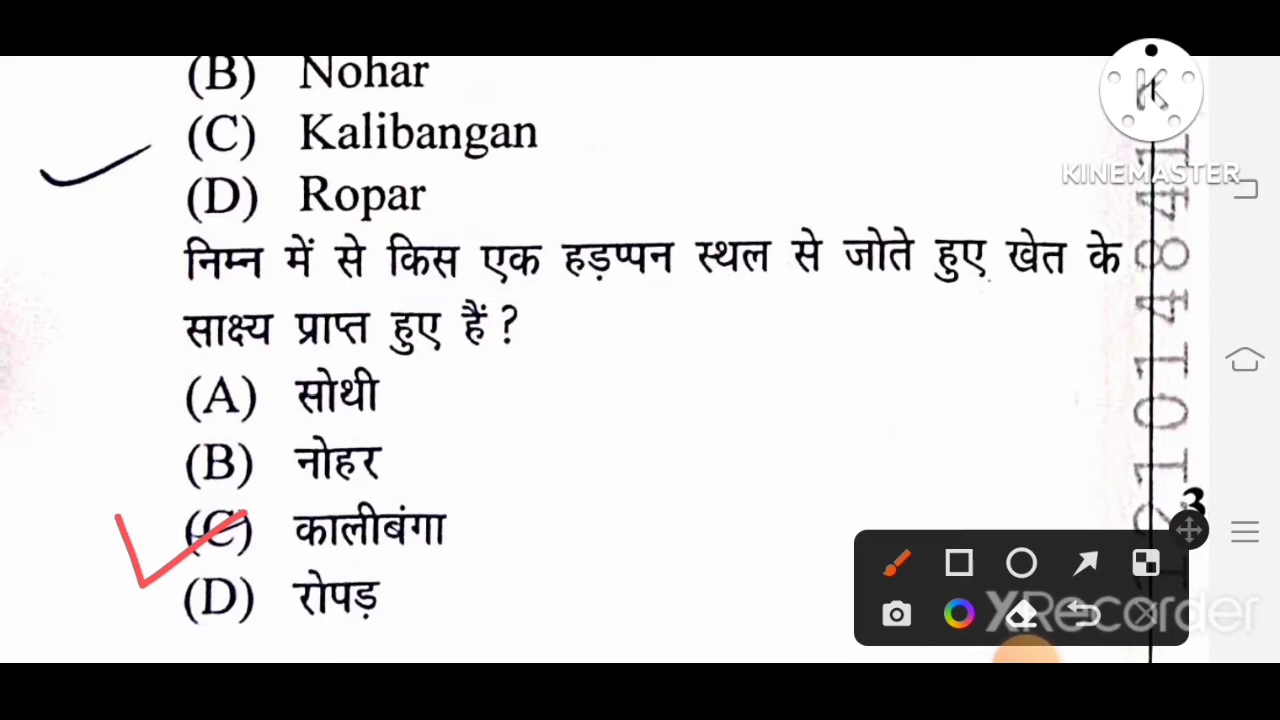 (B) Nohar
(C) Kalibangan
(D) Ropar
निम्न में से किस एक हड़प्पन स्थल से जोते हुए खेत के
साक्ष्य प्राप्त हुए हैं ?
(A) सोथी
(B) नोहर
(C) कालीबंगा
(D) रोपड़
K
KINEMASTER
3
XRecorder